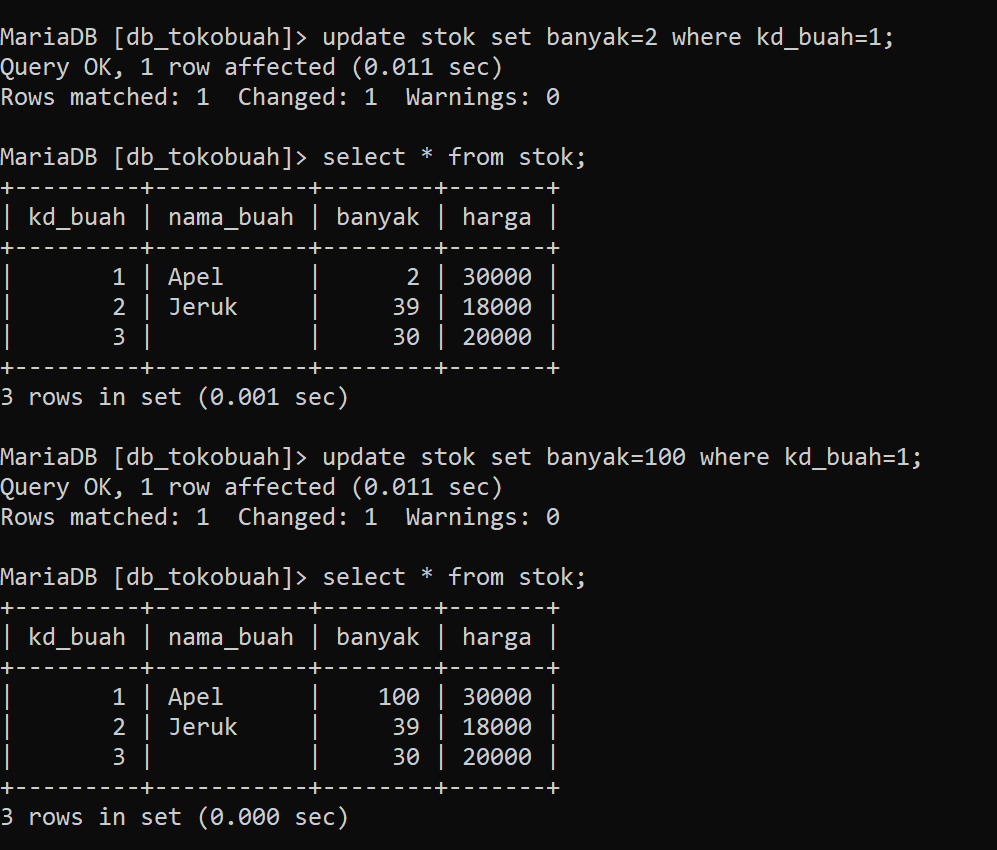 MariaDB [db_tokobuah]> update stok set banyak=2 where kd_buah=1;
Query OK, 1 row affected (0.011 sec)
Rows matched: 1  Changed: 1  Warnings: 0
MariaDB [db_tokobuah]> select * from stok;
+---------+-----------+--------+-------+
| kd_buah | nama_buah | banyak | harga |
+---------+-----------+--------+-------+
|       1 | Apel      |      2 | 30000 |
|       2 | Jeruk     |     39 | 18000 |
|       3 |           |     30 | 20000 |
+---------+-----------+--------+-------+
3 rows in set (0.001 sec)
MariaDB [db_tokobuah]> update stok set banyak=100 where kd_buah=1;
Query OK, 1 row affected (0.011 sec)
Rows matched: 1  Changed: 1  Warnings: 0
MariaDB [db_tokobuah]> select * from stok;
+---------+-----------+--------+-------+
| kd_buah | nama_buah | banyak | harga |
+---------+-----------+--------+-------+
|       1 | Apel      |    100 | 30000 |
|       2 | Jeruk     |     39 | 18000 |
|       3 |           |     30 | 20000 |
+---------+-----------+--------+-------+
3 rows in set (0.000 sec)